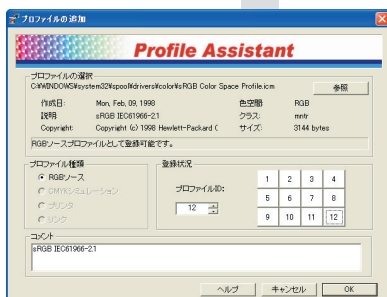 プロファイルの追加
Profile Assistant
プロファイルの選択
C:¥WINDOWS¥system32¥spool¥drivers¥color¥sRGB Color Space Profile.icm
参照
作成日: Mon, Feb, 09, 1998 色空間: RGB
説明: sRGB IEC61966-2.1 クラス: mntr
Copyright: Copyright (c) 1998 Hewlett-Packard ( サイズ: 3144 bytes
RGBソースプロファイルとして登録可能です。
プロファイル種類
RGBソース
CMYKシミュレーション
プリンタ
リンク
登録状況
プロファイルID:
12
1 2 3 4
5 6 7 8
9 10 11 12
コメント
sRGB IEC61966-2.1
ヘルプ キャンセル OK